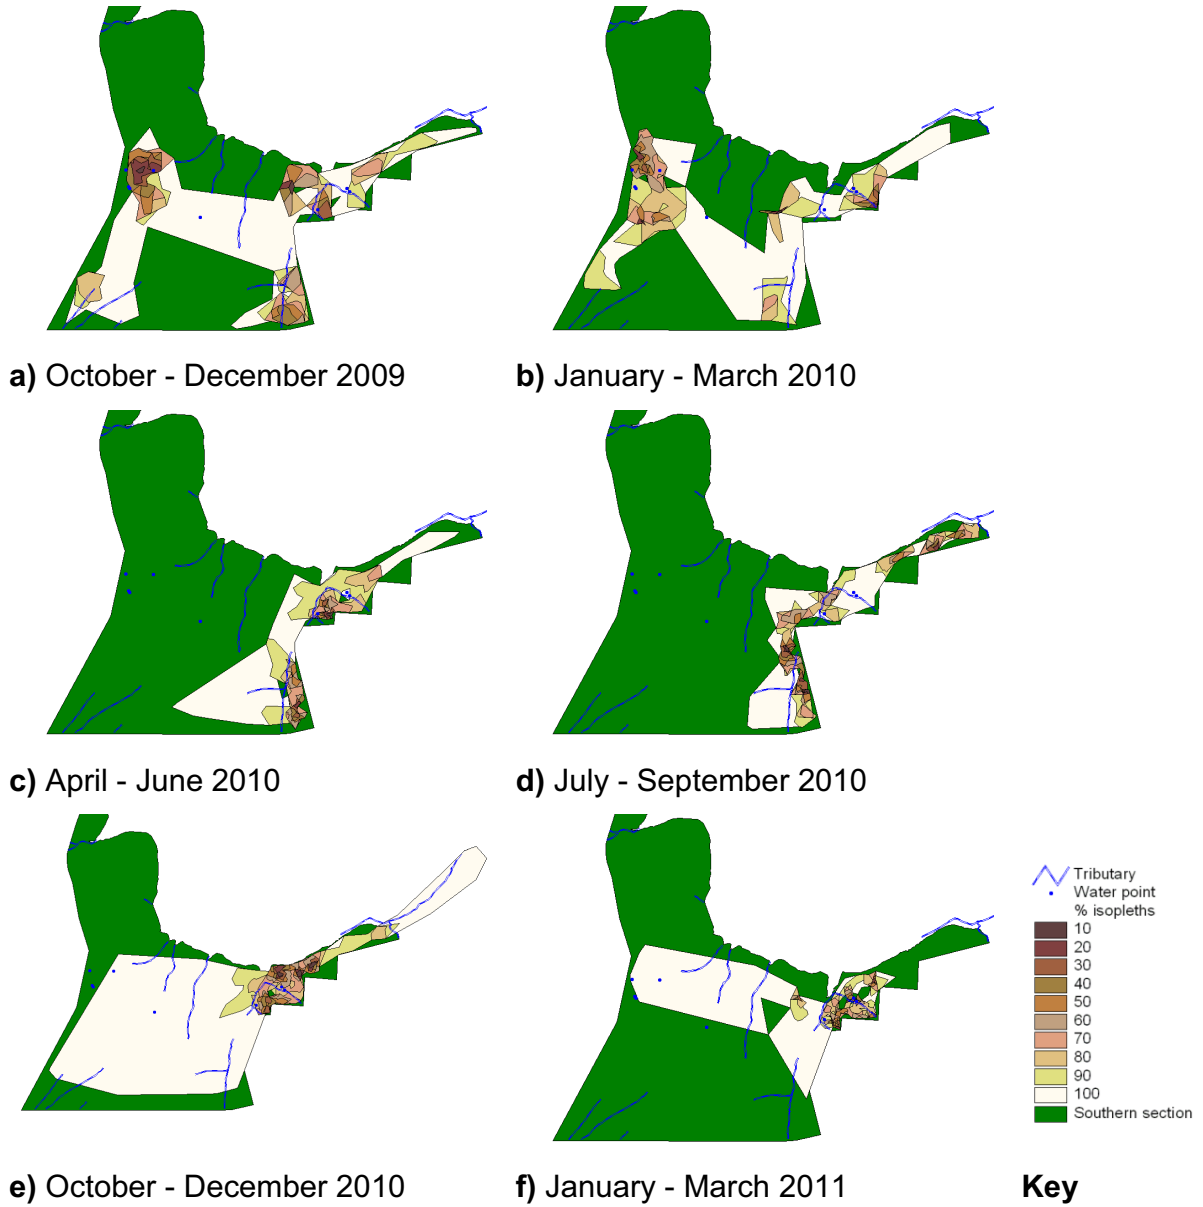 a) October - December 2009
b) January - March 2010
c) April - June 2010
d) July - September 2010
Tributary
Water point
% isopleths
10
20
30
40
50
60
70
80
90
100
Southern section
e) October - December 2010
f) January - March 2011
Key